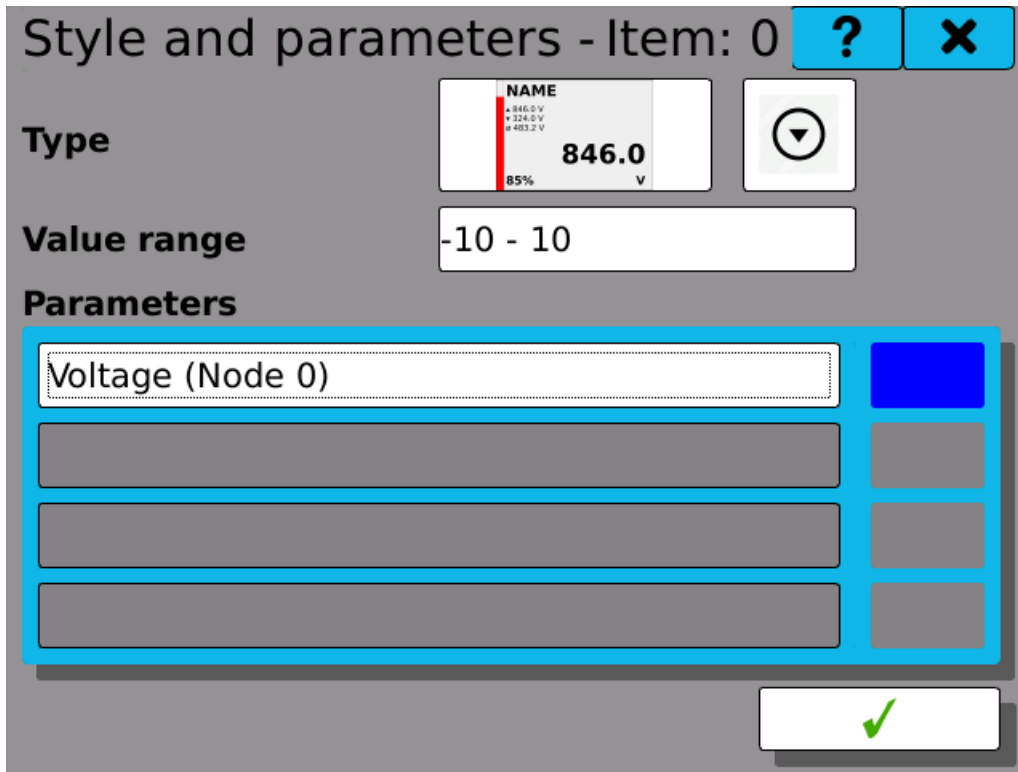 Style and parameters - Item: 0 ?
Type
NAME
▲ 846.0 V
▼ 324.0 V
ø 483.2 V
846.0
85% V
Value range
-10 - 10
Parameters
Voltage (Node 0)